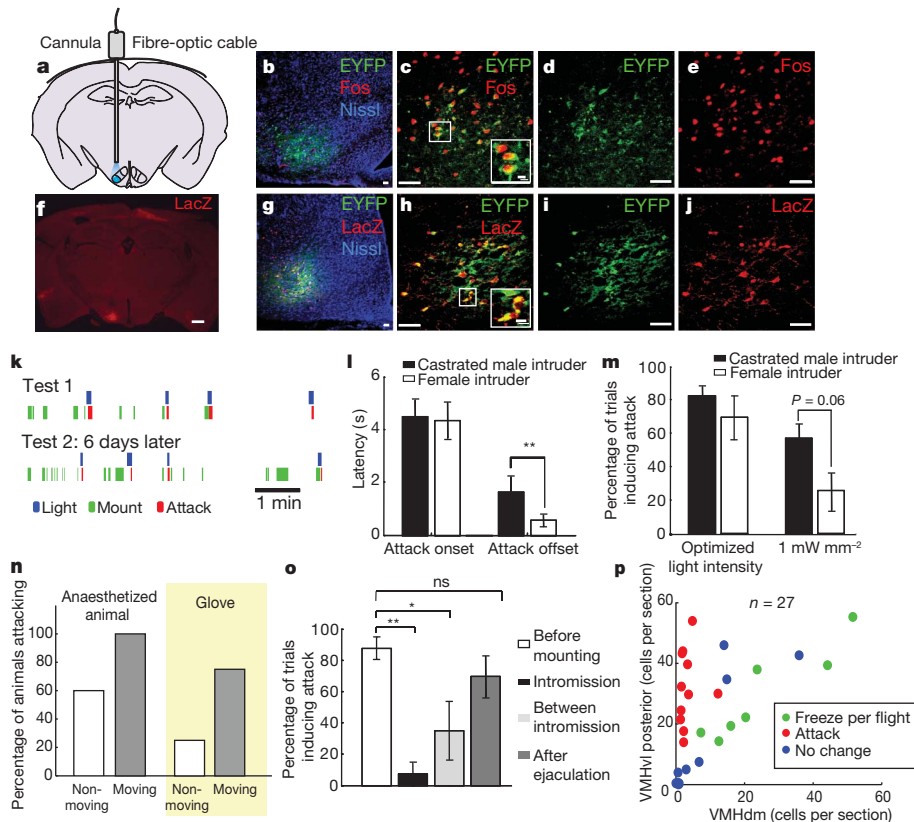 Cannula
Fibre-optic cable
a
b
EYFP
Fos
Nissl
c
EYFP
Fos
d
EYFP
e
Fos
f
LacZ
g
EYFP
LacZ
Nissl
h
EYFP
LacZ
i
EYFP
j
LacZ
k
Test 1
Test 2: 6 days later
1 min
Light
Mount
Attack
l
Castrated male intruder
Female intruder
Latency (s)
6
4
2
0
**
Attack onset
Attack offset
m
Castrated male intruder
Female intruder
Percentage of trials
inducing attack
100
80
60
40
20
0
P = 0.06
Optimized
light intensity
1 mW mm⁻²
n
Percentage of animals attacking
Anaesthetized
animal
Glove
100
80
60
40
20
0
Non-
moving
Moving
Non-
moving
Moving
o
Percentage of trials
inducing attack
100
80
60
40
20
0
ns
*
**
Before
mounting
Intromission
Between
intromission
After
ejaculation
p
VMHvl posterior (cells per section)
60
40
20
0
n = 27
Freeze per flight
Attack
No change
0
20
40
60
VMHdm (cells per section)